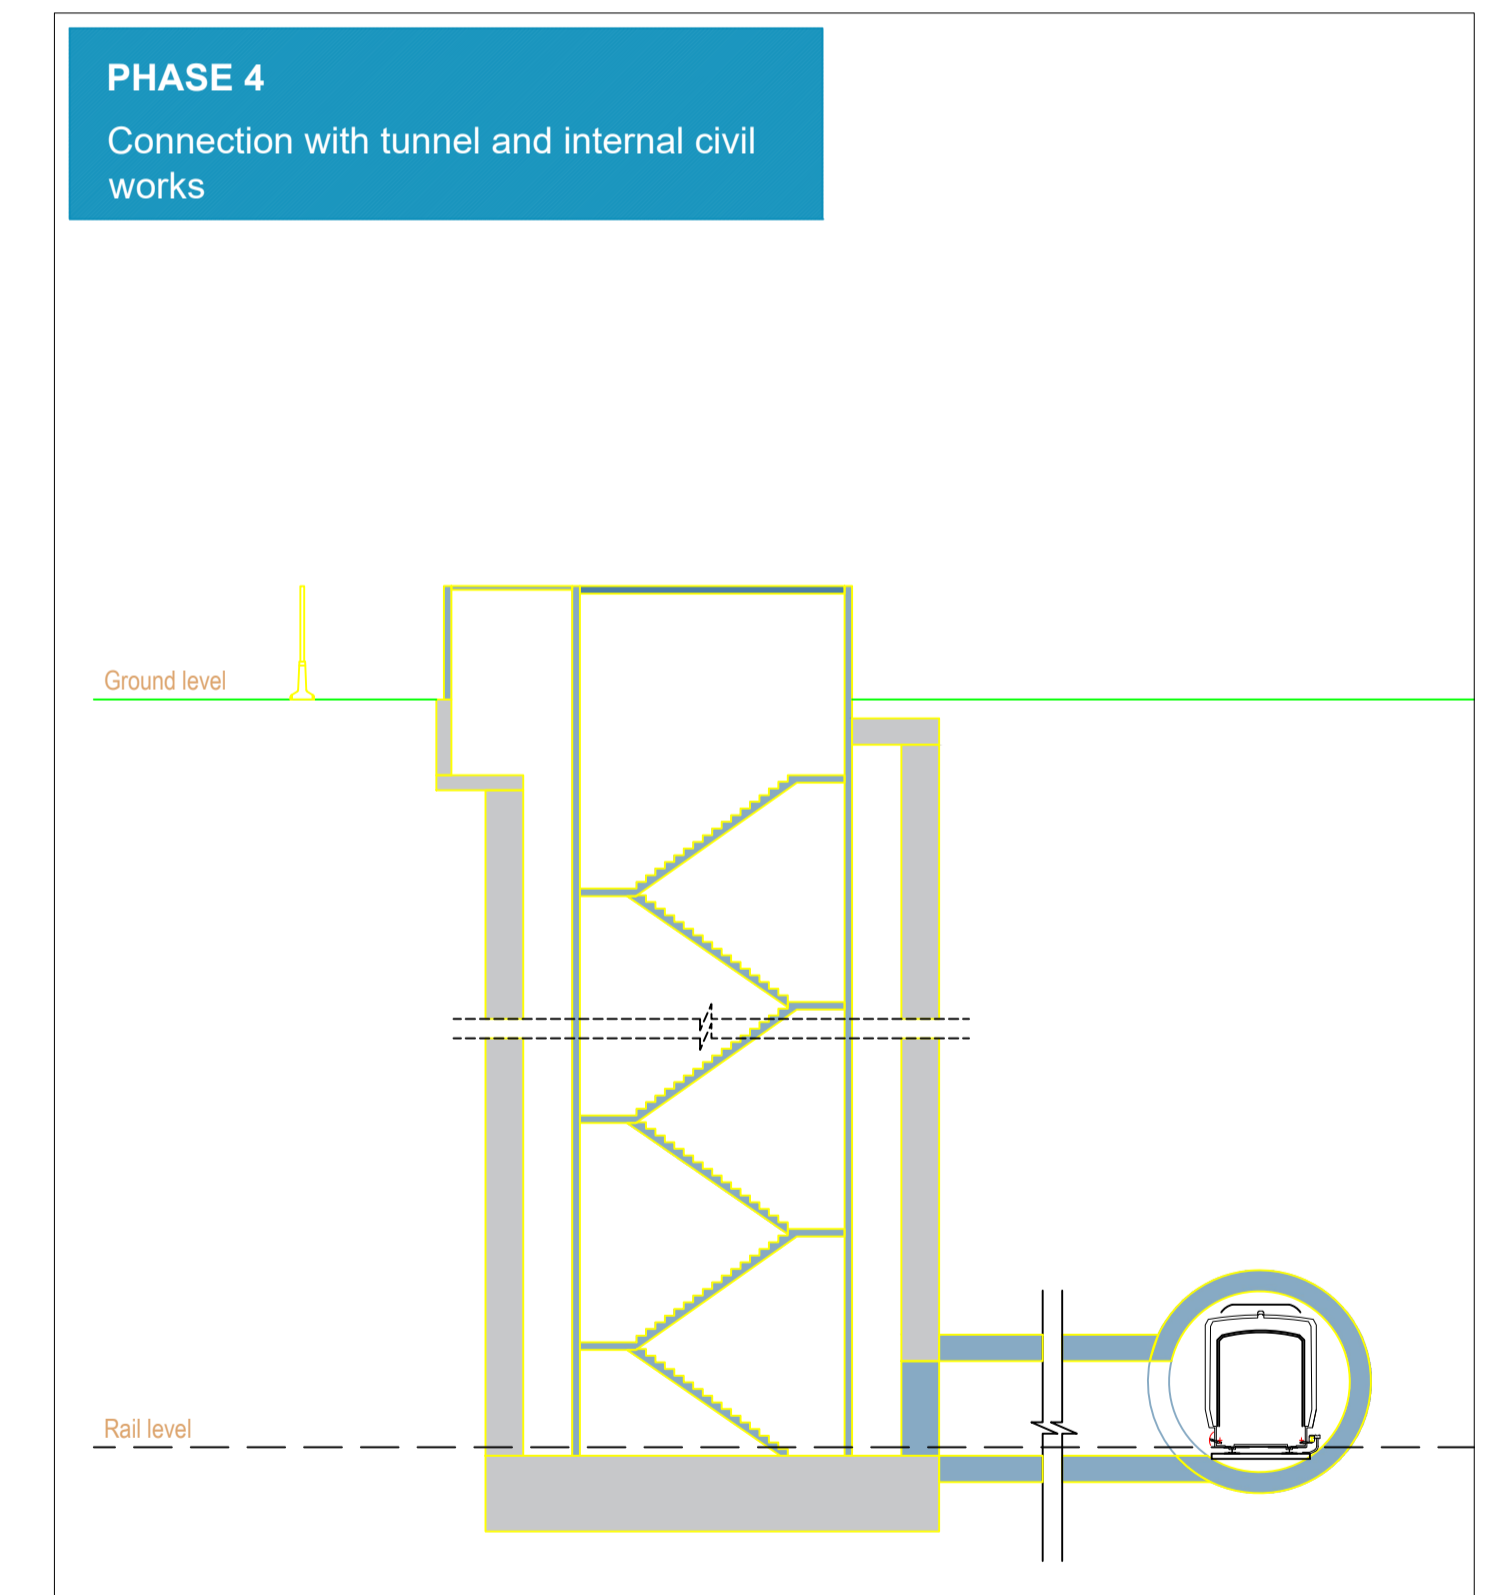 PHASE 4
Connection with tunnel and internal civil
works
Ground level
Rail level